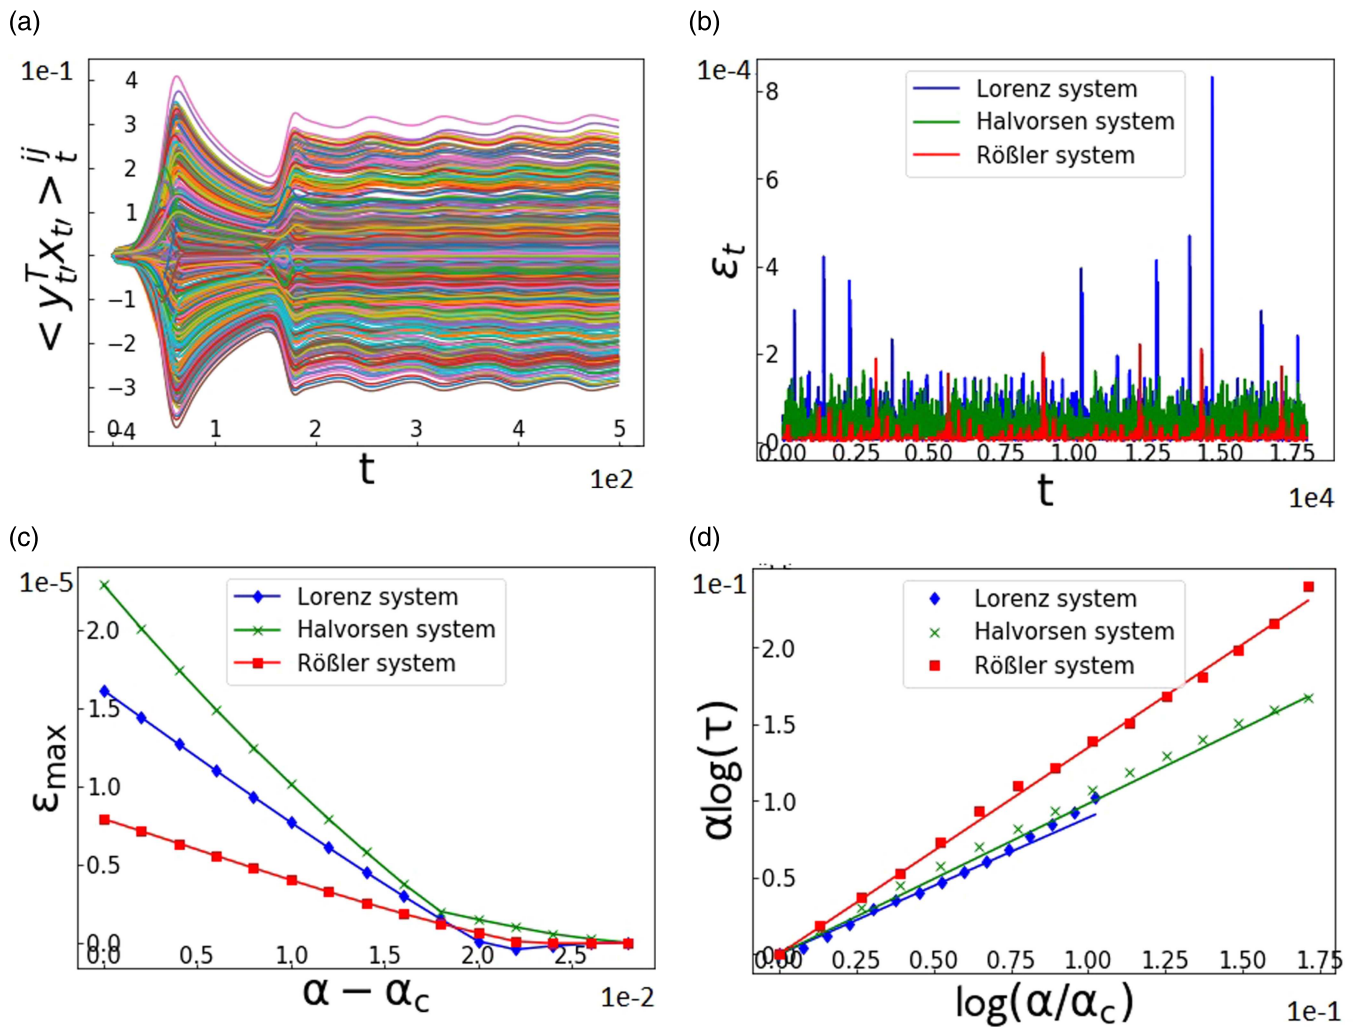 (a)
1e-1
4
3
2
1
0
-1
-2
-3
-4
< y_{t'}^T x_{t'} >_t^{ij}
0 1 2 3 4 5
t
1e2
(b)
1e-4
8
6
4
2
0
ε_t
Lorenz system
Halvorsen system
Rößler system
0.00 0.25 0.50 0.75 1.00 1.25 1.50 1.75
t
1e4
(c)
1e-5
2.0
1.5
1.0
0.5
0.0
ε_max
Lorenz system
Halvorsen system
Rößler system
0.0 0.5 1.0 1.5 2.0 2.5
α − α_c
1e-2
(d)
1e-1
2.0
1.5
1.0
0.5
0.0
αlog(τ)
Lorenz system
Halvorsen system
Rößler system
0.00 0.25 0.50 0.75 1.00 1.25 1.50 1.75
log(α/α_c)
1e-1